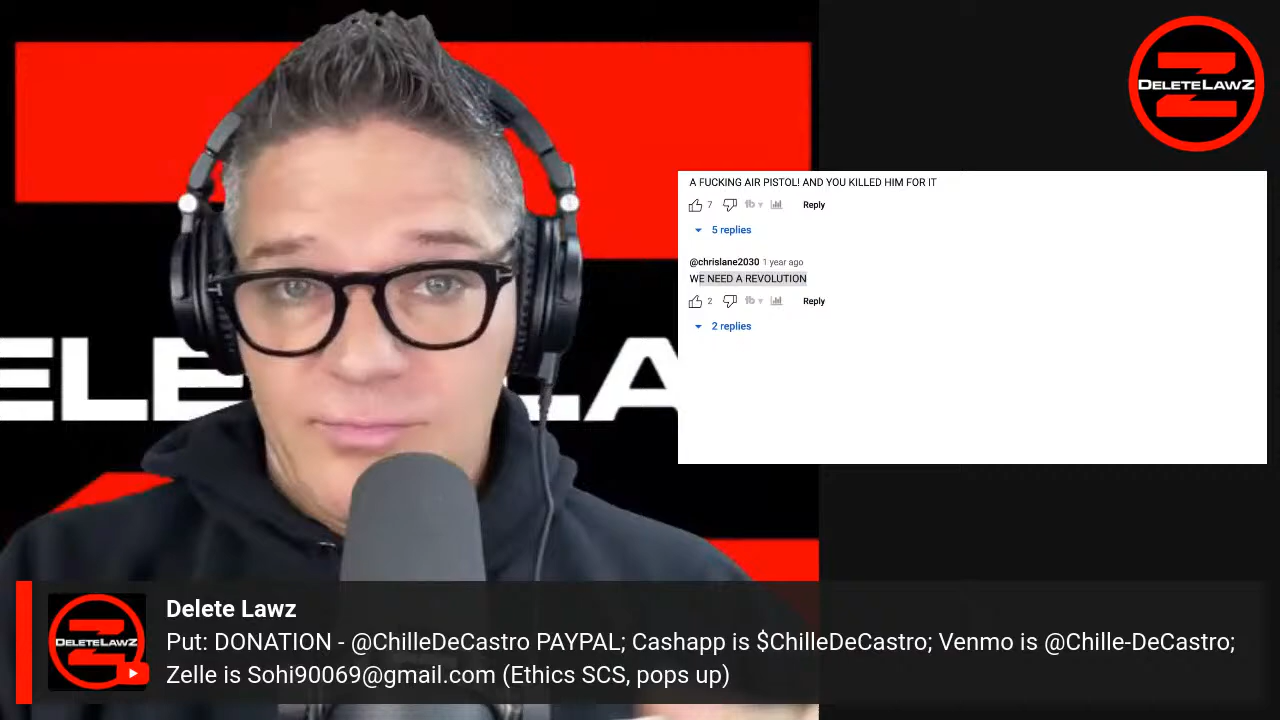 DELETELAWZ
A FUCKING AIR PISTOL! AND YOU KILLED HIM FOR IT
7
Reply
5 replies
@chrislane2030 1 year ago
WE NEED A REVOLUTION
2
Reply
2 replies
ELE
LA
DELETELAWZ
Delete Lawz
Put: DONATION - @ChilleDeCastro PAYPAL; Cashapp is $ChilleDeCastro; Venmo is @Chille-DeCastro;
Zelle is Sohi90069@gmail.com (Ethics SCS, pops up)